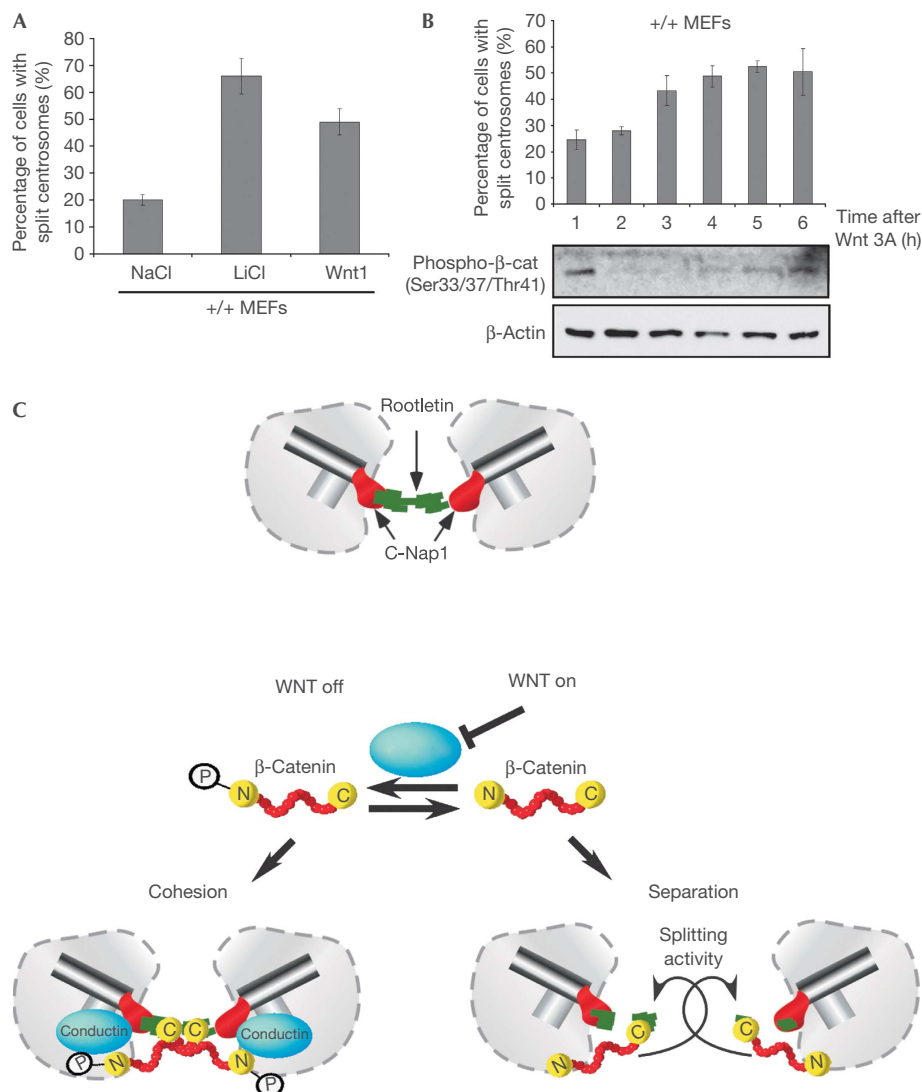 A
Percentage of cells with
split centrosomes (%)
80
70
60
50
40
30
20
10
0
NaCl
LiCl
Wnt1
+/+ MEFs
B
+/+ MEFs
Percentage of cells with
split centrosomes (%)
70
60
50
40
30
20
10
0
1 2 3 4 5 6
Time after
Wnt 3A (h)
Phospho-β-cat
(Ser33/37/Thr41)
β-Actin
C
Rootletin
C-Nap1
WNT off
WNT on
P
β-Catenin
N C
β-Catenin
N C
Cohesion
Separation
Splitting
activity
Conductin
C C
Conductin
P
N
N
P
C
N
C
N